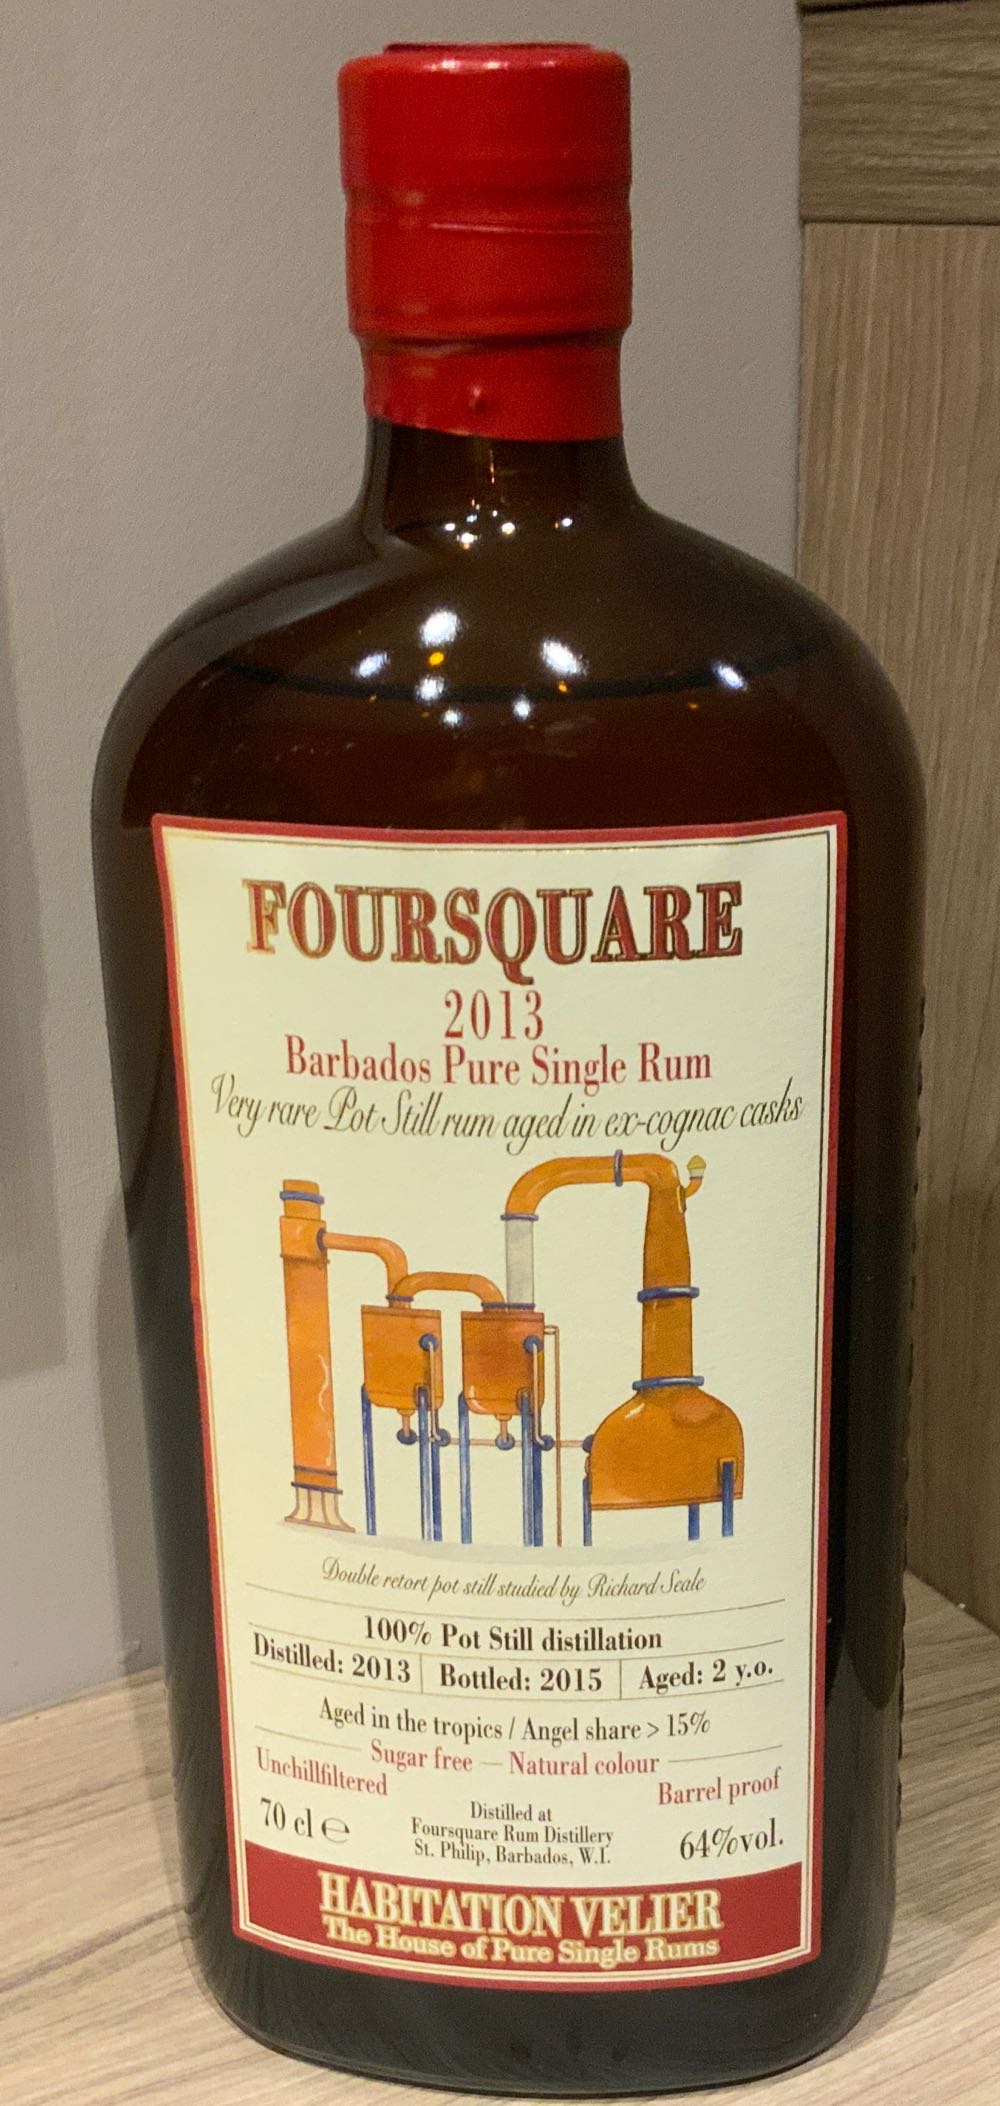 FOURSQUARE
2013
Barbados Pure Single Rum
Very rare Pot Still rum aged in ex-cognac casks
Double retort pot still studied by Richard Seale
100% Pot Still distillation
Distilled: 2013 Bottled: 2015 Aged: 2 y.o.
Aged in the tropics / Angel share > 15%
Sugar free — Natural colour
Unchillfiltered Barrel proof
70 cl ℮ 64%vol.
Distilled at
Foursquare Rum Distillery
St. Philip, Barbados, W.I.
HABITATION VELIER
The House of Pure Single Rums